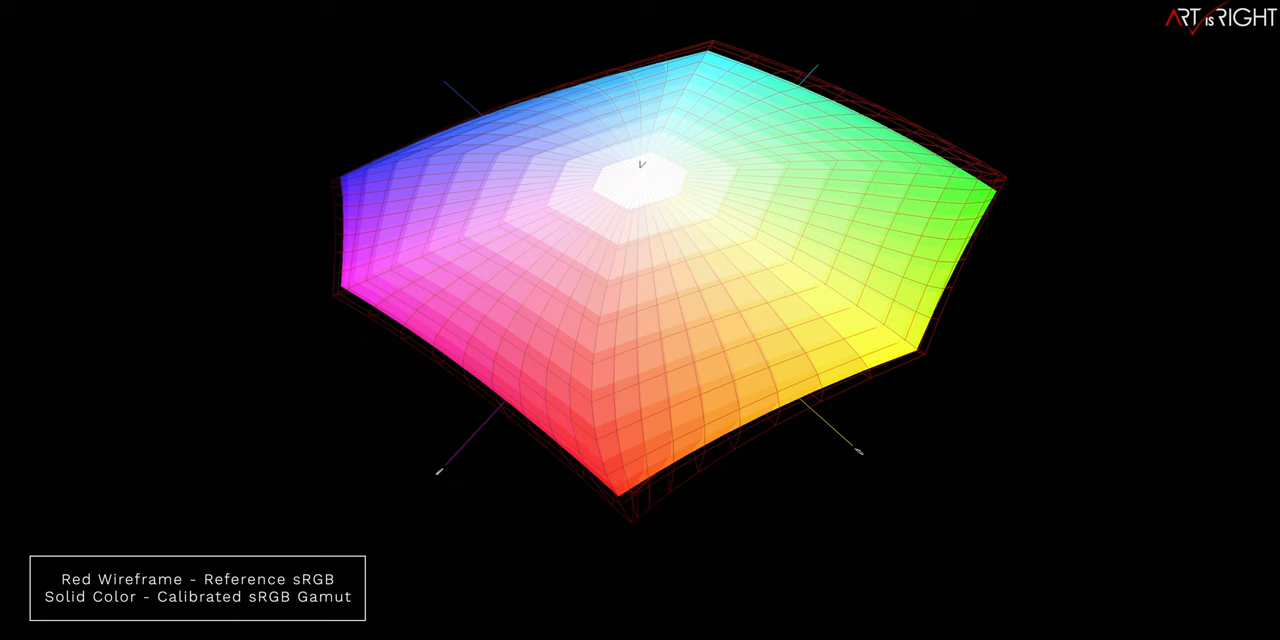 ART IS RIGHT
Red Wireframe - Reference sRGB
Solid Color - Calibrated sRGB Gamut